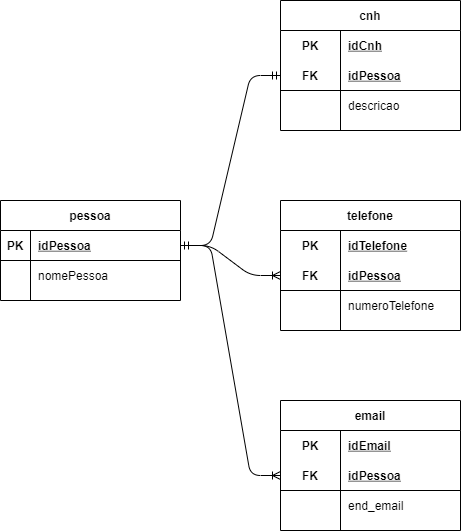 cnh
PK idCnh
FK idPessoa
descricao
pessoa
PK idPessoa
nomePessoa
telefone
PK idTelefone
FK idPessoa
numeroTelefone
email
PK idEmail
FK idPessoa
end_email